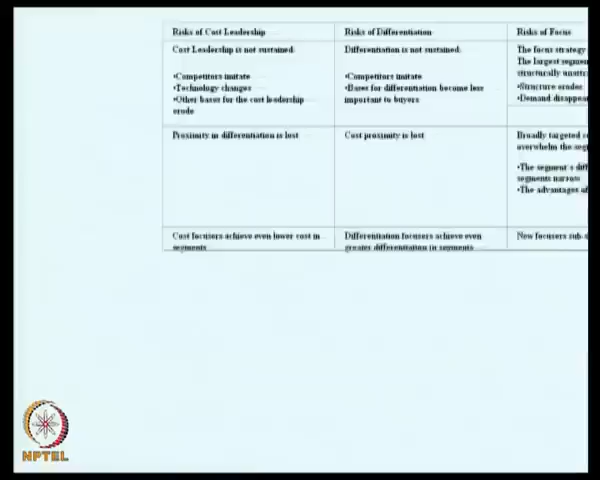 Risks of Cost Leadership
Risks of Differentiation
Risks of Focus
Cost Leadership is not sustained:
•Competitors imitate
•Technology changes
•Other bases for the cost leadership
erode
Differentiation is not sustained:
•Competitors imitate
•Bases for differentiation become less
important to buyers
The focus strategy
The largest segmen
structurally unattra
•Structure erodes
•Demand disappear
Proximity in differentiation is lost
Cost proximity is lost
Broadly targeted
overwhelm the seg
•The segment's diff
segments narrows
•The advantages of
Cost focusers achieve even lower cost in
segments
Differentiation focusers achieve even
greater differentiation in segments
New focusers sub-s
NPTEL